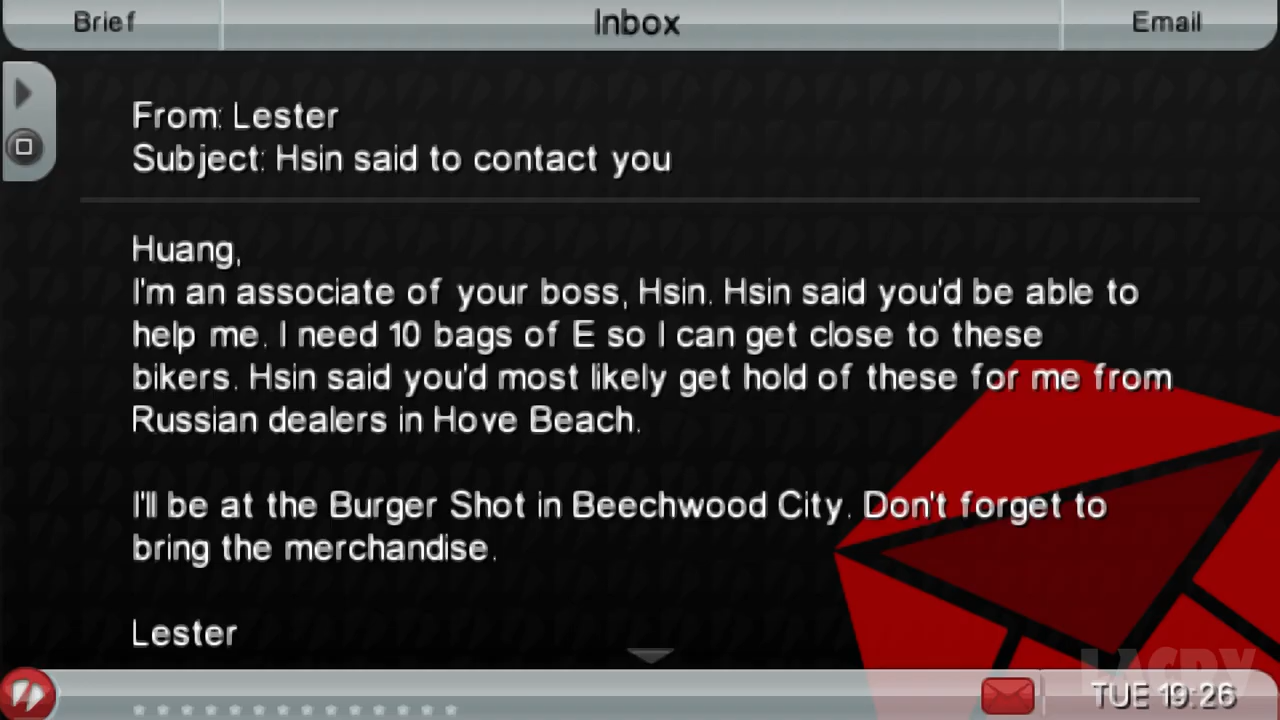 Brief
Inbox
Email
From: Lester
Subject: Hsin said to contact you
Huang,
I'm an associate of your boss, Hsin. Hsin said you'd be able to
help me. I need 10 bags of E so I can get close to these
bikers. Hsin said you'd most likely get hold of these for me from
Russian dealers in Hove Beach.
I'll be at the Burger Shot in Beechwood City. Don't forget to
bring the merchandise.
Lester
TUE 19:26